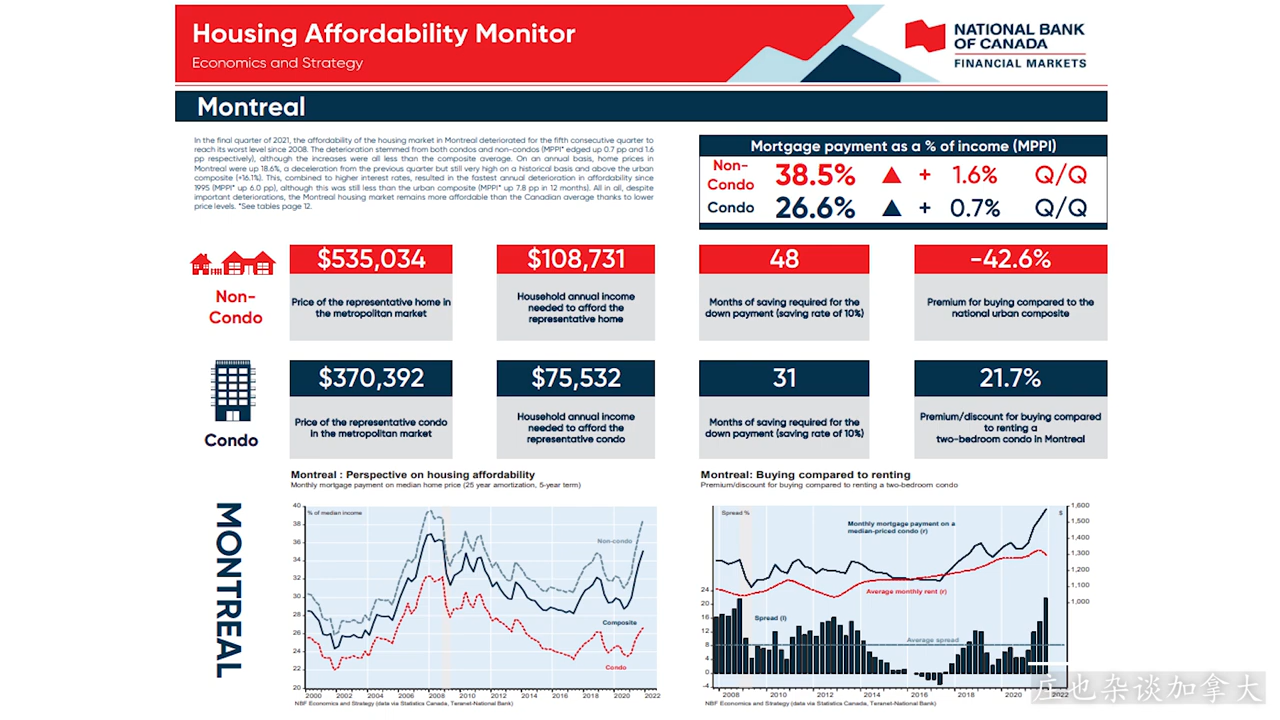 Housing Affordability Monitor
Economics and Strategy
NATIONAL BANK
OF CANADA
FINANCIAL MARKETS
Montreal
In the final quarter of 2021, the affordability of the housing market in Montreal deteriorated for the fifth consecutive quarter to
reach its worst level since 2008. The deterioration stemmed from both condos and non-condos (MPPI* edged up 0.7 pp and 1.6
pp respectively), although the increases were all less than the composite average. On an annual basis, home prices in
Montreal were up 18.6%, a deceleration from the previous quarter but still very high on a historical basis and above the urban
composite (+16.1%). This, combined to higher interest rates, resulted in the fastest annual deterioration in affordability since
1995 (MPPI* up 6.0 pp), although this was still less than the urban composite (MPPI* up 7.8 pp in 12 months). All in all, despite
important deteriorations, the Montreal housing market remains more affordable than the Canadian average thanks to lower
price levels. *See tables page 12.
Mortgage payment as a % of income (MPPI)
Non-
Condo
38.5% ▲ + 1.6% Q/Q
Condo 26.6% ▲ + 0.7% Q/Q
Non-
Condo
$535,034
Price of the representative home in
the metropolitan market
$108,731
Household annual income
needed to afford the
representative home
48
Months of saving required for the
down payment (saving rate of 10%)
-42.6%
Premium for buying compared to the
national urban composite
Condo
$370,392
Price of the representative condo
in the metropolitan market
$75,532
Household annual income
needed to afford the
representative condo
31
Months of saving required for the
down payment (saving rate of 10%)
21.7%
Premium/discount for buying compared
to renting a
two-bedroom condo in Montreal
MONTREAL
Montreal : Perspective on housing affordability
Monthly mortgage payment on median home price (25 year amortization, 5-year term)
% of median income
40
38
36
34
32
30
28
26
24
22
20
Non-condo
Composite
Condo
2000 2002 2004 2006 2008 2010 2012 2014 2016 2018 2020 2022
NBF Economics and Strategy (data via Statistics Canada, Teranet-National Bank)
Montreal: Buying compared to renting
Premium/discount for buying compared to renting a two-bedroom condo
Spread %
$
Monthly mortgage payment on a
median-priced condo (r)
Average monthly rent (r)
Spread (l)
Average spread
24
20
16
12
8
4
0
-4
1,600
1,500
1,400
1,300
1,200
1,100
1,000
2008 2010 2012 2014 2016 2018 2020 2022
NBF Economics and Strategy (data via Statistics Canada, Teranet-National Bank)
庄也杂谈加拿大